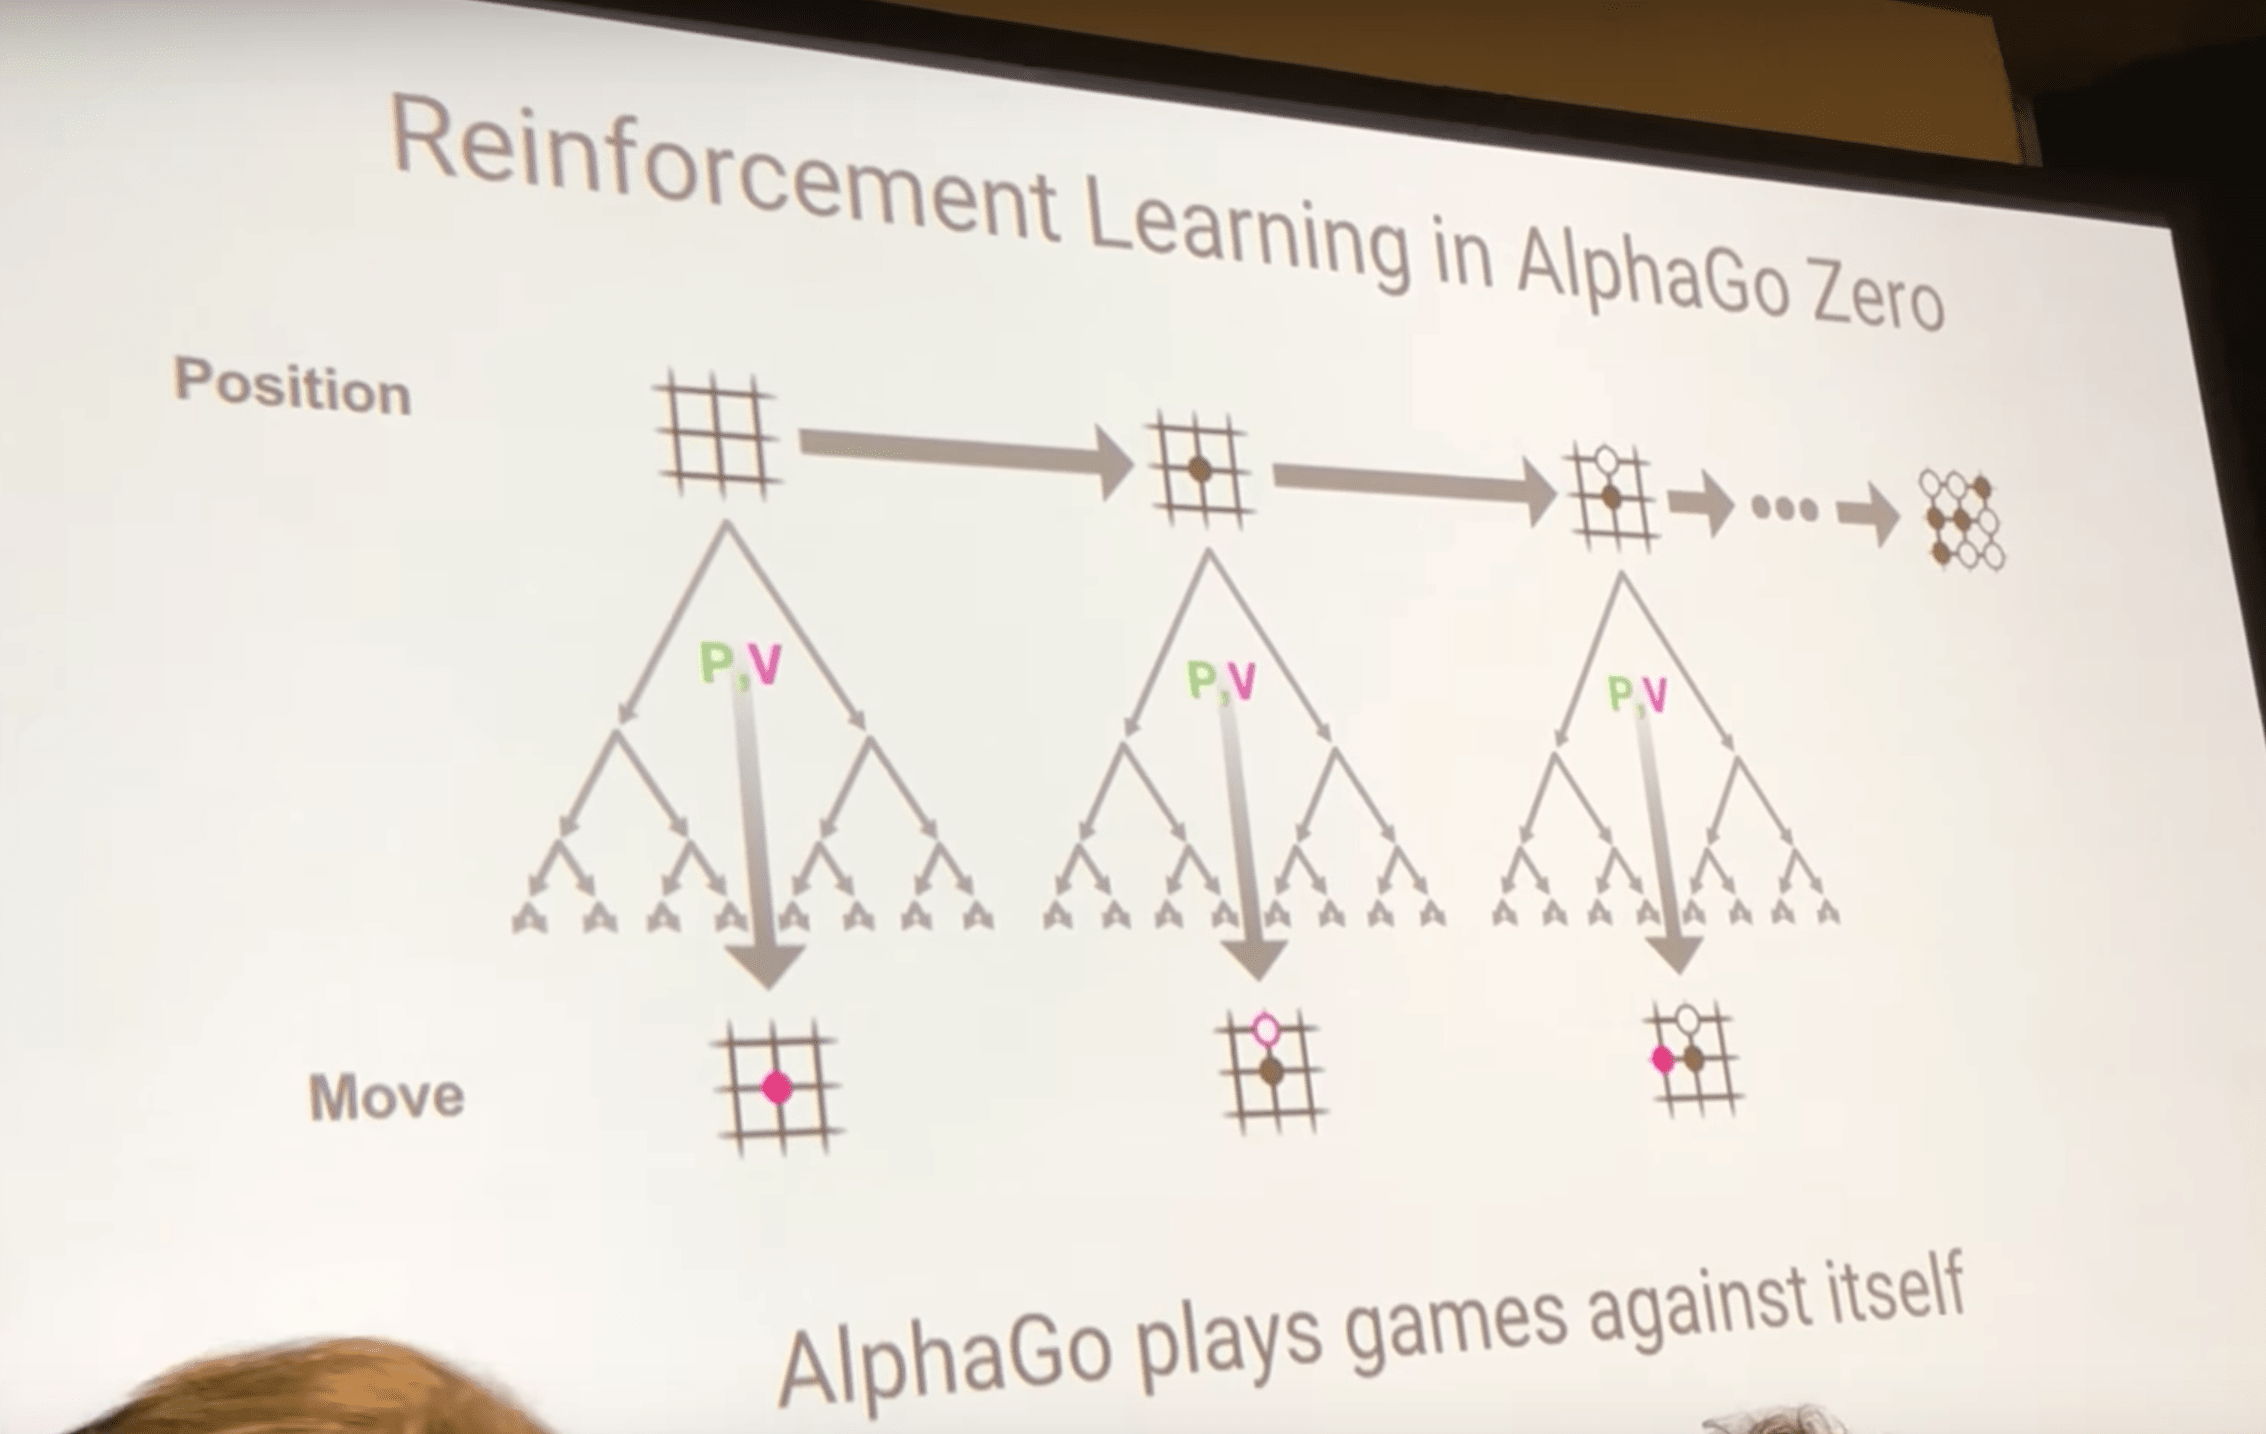 Reinforcement Learning in AlphaGo Zero
Position
P,V
P,V
P,V
Move
AlphaGo plays games against itself